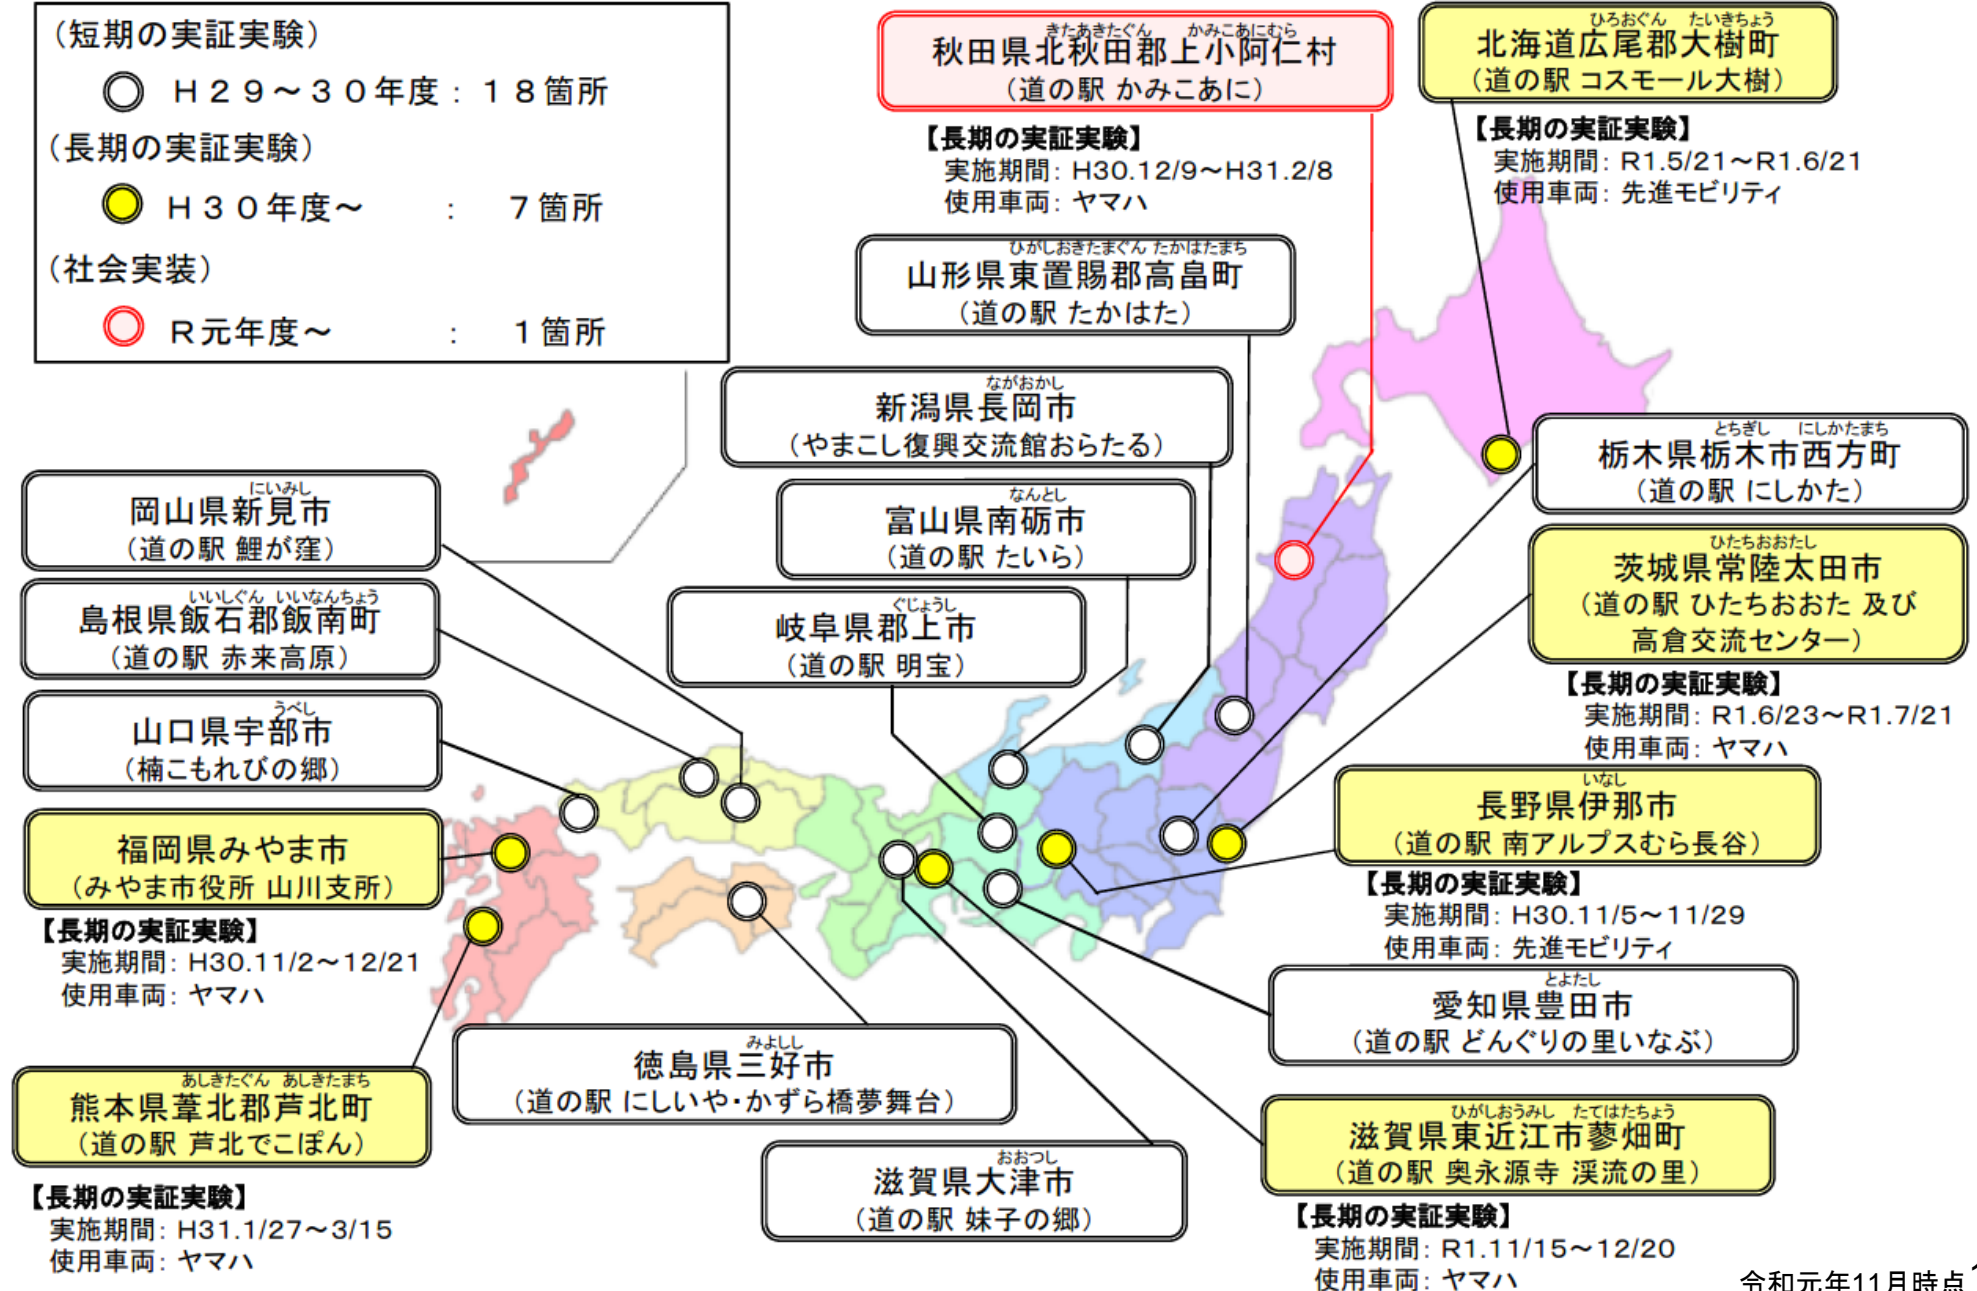 （短期の実証実験）
Ｈ２９～３０年度：１８箇所
（長期の実証実験）
Ｈ３０年度～　：　７箇所
（社会実装）
Ｒ元年度～　：　１箇所
きたあきたぐん　かみこあにむら
秋田県北秋田郡上小阿仁村
（道の駅 かみこあに）
【長期の実証実験】
実施期間：H30.12/9～H31.2/8
使用車両：ヤマハ
ひろおぐん　たいきちょう
北海道広尾郡大樹町
（道の駅 コスモール大樹）
【長期の実証実験】
実施期間：R1.5/21～R1.6/21
使用車両：先進モビリティ
ひがしおきたまぐん たかはたまち
山形県東置賜郡高畠町
（道の駅 たかはた）
ながおかし
新潟県長岡市
（やまこし復興交流館おらたる）
なんとし
富山県南砺市
（道の駅 たいら）
ぐじょうし
岐阜県郡上市
（道の駅 明宝）
とちぎし　にしかたまち
栃木県栃木市西方町
（道の駅 にしかた）
ひたちおおたし
茨城県常陸太田市
（道の駅 ひたちおおた 及び
高倉交流センター）
【長期の実証実験】
実施期間：R1.6/23～R1.7/21
使用車両：ヤマハ
いなし
長野県伊那市
（道の駅 南アルプスむら長谷）
【長期の実証実験】
実施期間：H30.11/5～11/29
使用車両：先進モビリティ
とよたし
愛知県豊田市
（道の駅 どんぐりの里いなぶ）
ひがしおうみし　たてはたちょう
滋賀県東近江市蓼畑町
（道の駅 奥永源寺 渓流の里）
【長期の実証実験】
実施期間：R1.11/15～12/20
使用車両：ヤマハ
にいみし
岡山県新見市
（道の駅 鯉が窪）
いいしぐん いいなんちょう
島根県飯石郡飯南町
（道の駅 赤来高原）
うべし
山口県宇部市
（楠こもれびの郷）
福岡県みやま市
（みやま市役所 山川支所）
【長期の実証実験】
実施期間：H30.11/2～12/21
使用車両：ヤマハ
あしきたぐん あしきたまち
熊本県葦北郡芦北町
（道の駅 芦北でこぽん）
【長期の実証実験】
実施期間：H31.1/27～3/15
使用車両：ヤマハ
みよしし
徳島県三好市
（道の駅 にしいや・かずら橋夢舞台）
おおつし
滋賀県大津市
（道の駅 妹子の郷）
令和元年11月時点